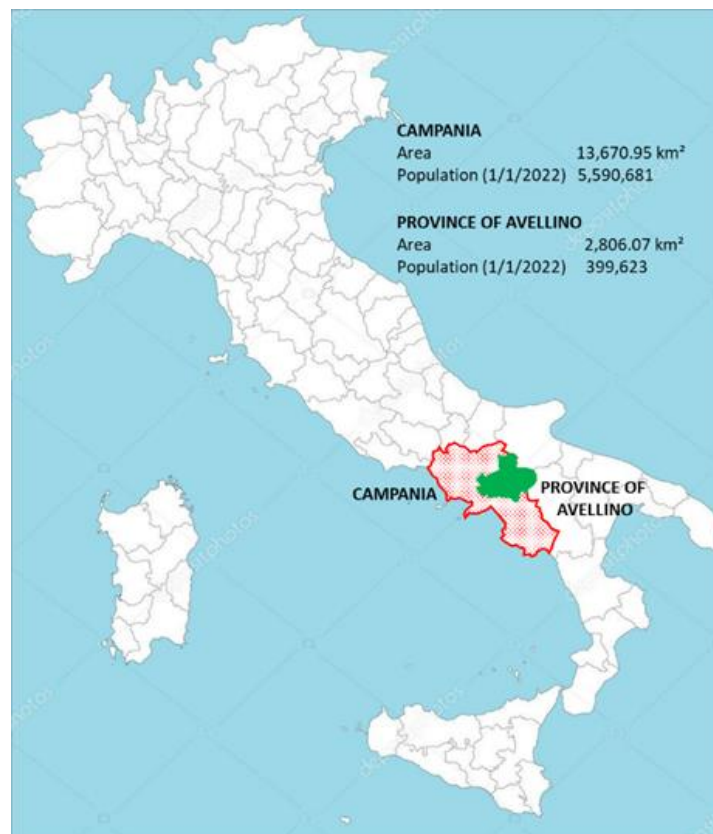 CAMPANIA
Area 13,670.95 km²
Population (1/1/2022) 5,590,681
PROVINCE OF AVELLINO
Area 2,806.07 km²
Population (1/1/2022) 399,623
CAMPANIA
PROVINCE OF
AVELLINO
depositphotos